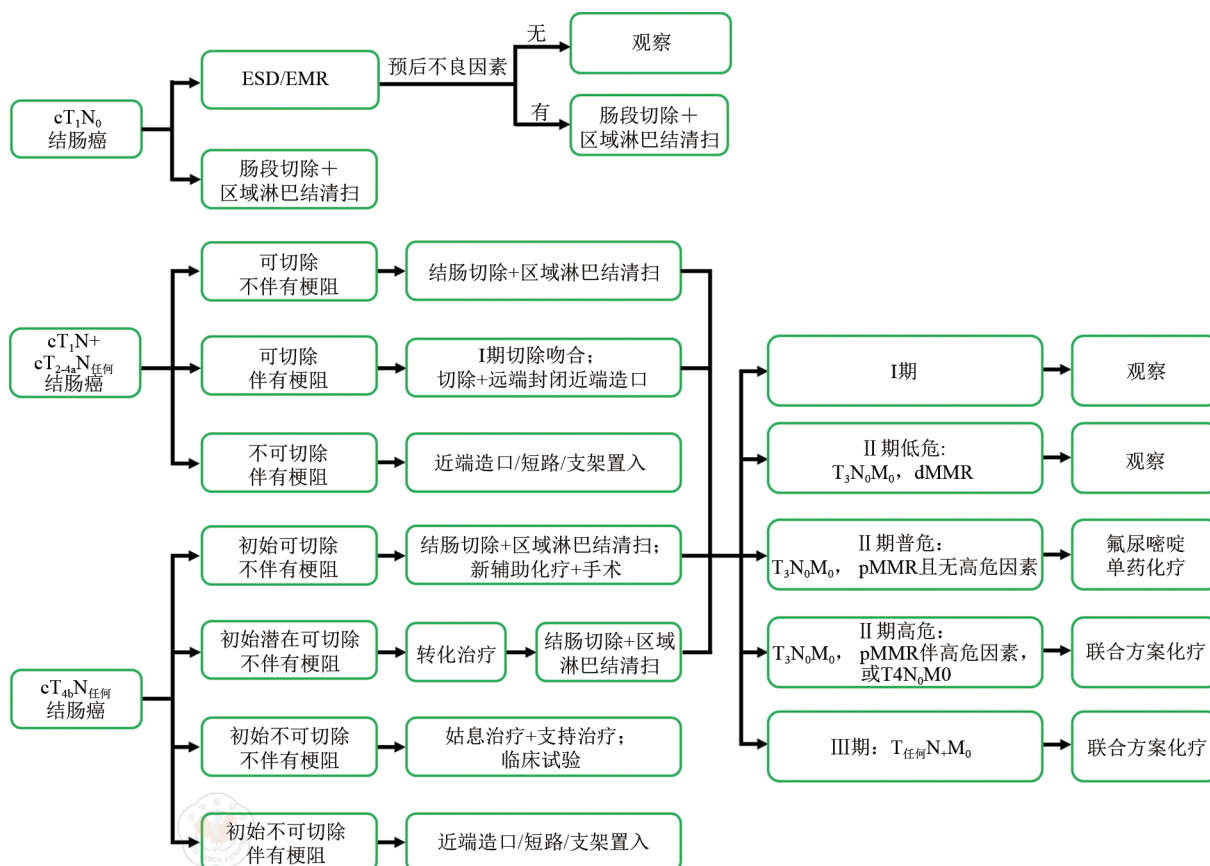 cT₁N₀
结肠癌
ESD/EMR
预后不良因素
无
观察
有
肠段切除＋
区域淋巴结清扫
肠段切除＋
区域淋巴结清扫
cT₁N+
cT₂₋₄ₐN任何
结肠癌
可切除
不伴有梗阻
结肠切除+区域淋巴结清扫
可切除
伴有梗阻
I期切除吻合；
切除+远端封闭近端造口
不可切除
伴有梗阻
近端造口/短路/支架置入
cT4bN任何
结肠癌
初始可切除
不伴有梗阻
结肠切除+区域淋巴结清扫；
新辅助化疗+手术
初始潜在可切除
不伴有梗阻
转化治疗
结肠切除+区域
淋巴结清扫
初始不可切除
不伴有梗阻
姑息治疗+支持治疗；
临床试验
初始不可切除
伴有梗阻
近端造口/短路/支架置入
I期
观察
Ⅱ期低危:
T₃N₀M₀，dMMR
观察
Ⅱ期普危：
T₃N₀M₀， pMMR且无高危因素
氟尿嘧啶
单药化疗
Ⅱ期高危：
T₃N₀M₀， pMMR伴高危因素，
或T4N₀M0
联合方案化疗
Ⅲ期：T任何N₊M₀
联合方案化疗